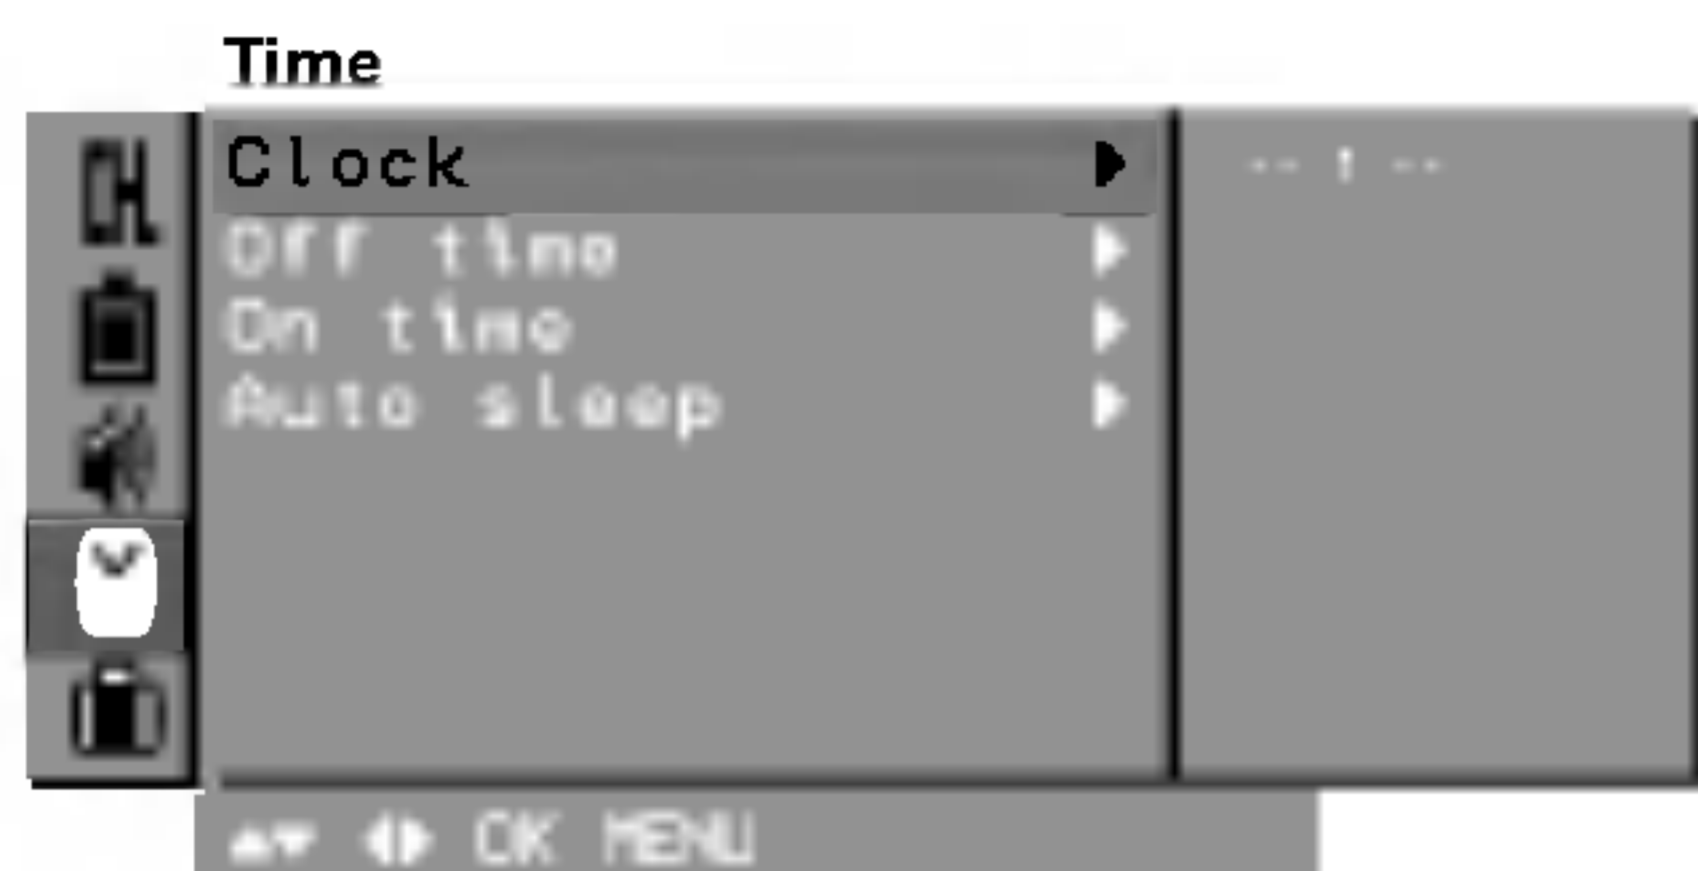 Time
Clock ▶ -- : --
Off time ▶
On time ▶
Auto sleep ▶
▲▼ ◀▶ OK MENU